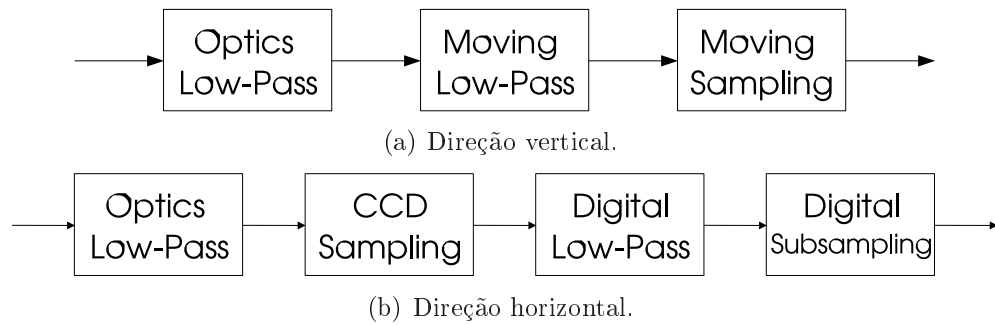 Optics Moving Moving
Low-Pass Low-Pass Sampling
(a) Direção vertical.
Optics CCD Digital Digital
Low-Pass Sampling Low-Pass Subsampling
(b) Direção horizontal.